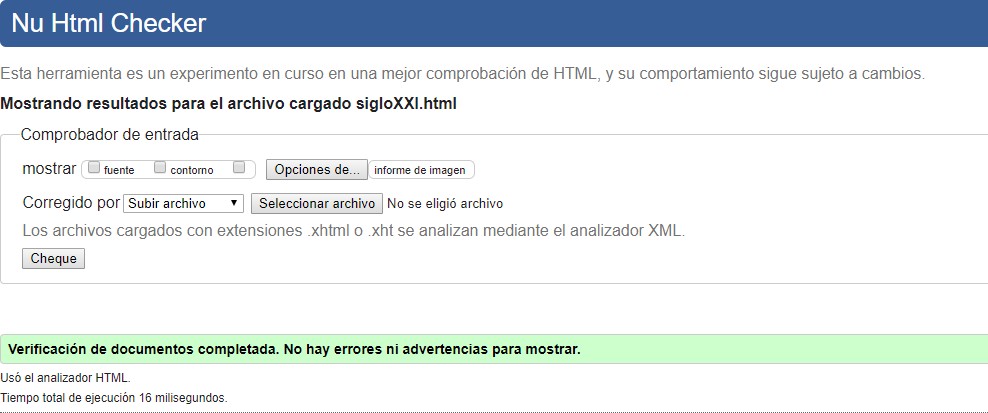 Nu Html Checker
Esta herramienta es un experimento en curso en una mejor comprobación de HTML, y su comportamiento sigue sujeto a cambios.
Mostrando resultados para el archivo cargado sigloXXI.html
Comprobador de entrada
mostrar fuente contorno Opciones de... informe de imagen
Corregido por Subir archivo Seleccionar archivo No se eligió archivo
Los archivos cargados con extensiones .xhtml o .xht se analizan mediante el analizador XML.
Cheque
Verificación de documentos completada. No hay errores ni advertencias para mostrar.
Usó el analizador HTML.
Tiempo total de ejecución 16 milisegundos.